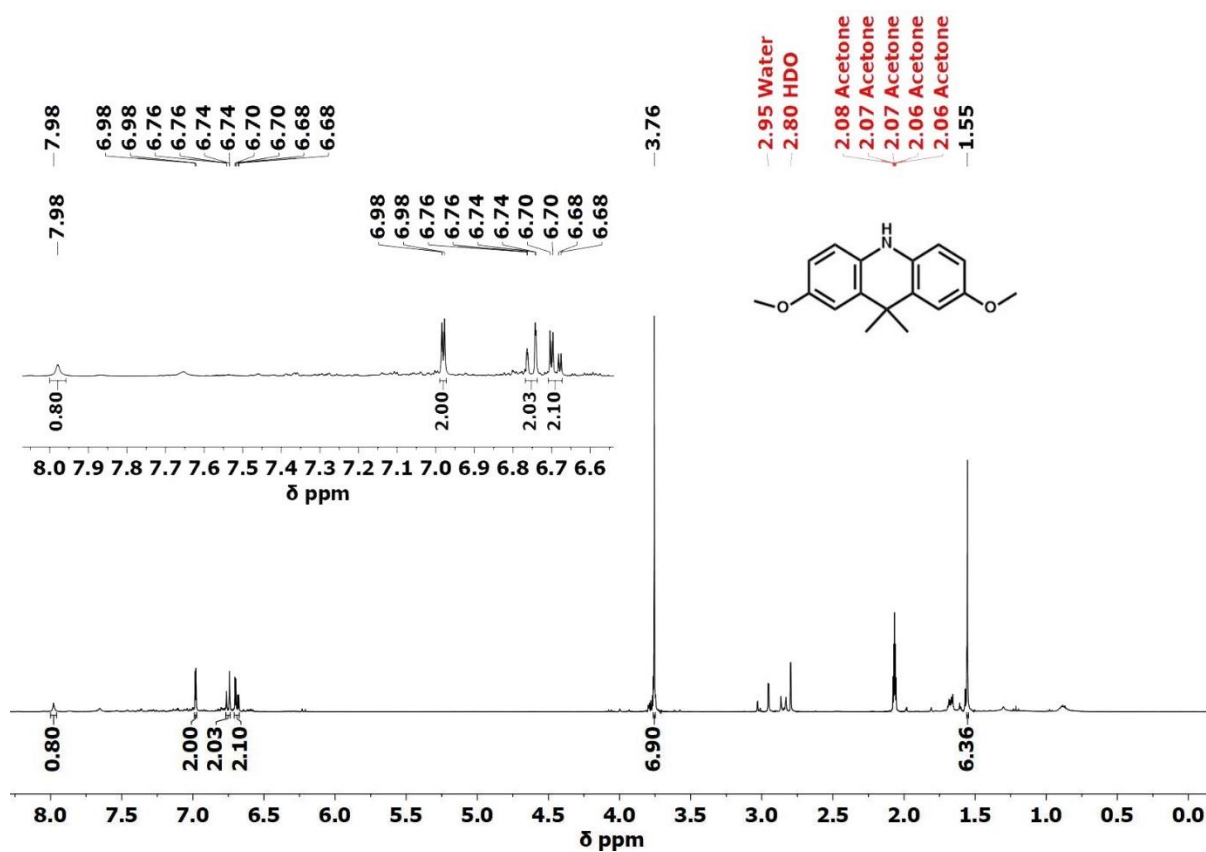 7.98
6.98
6.98
6.76
6.76
6.74
6.74
6.70
6.70
6.68
6.68
3.76
2.95 Water
2.80 HDO
2.08 Acetone
2.07 Acetone
2.07 Acetone
2.06 Acetone
2.06 Acetone
1.55
7.98
6.98
6.98
6.76
6.76
6.74
6.74
6.70
6.70
6.68
6.68
H
N
O
O
0.80
2.00
2.03
2.10
8.0 7.9 7.8 7.7 7.6 7.5 7.4 7.3 7.2 7.1 7.0 6.9 6.8 6.7 6.6
δ ppm
0.80
2.00
2.03
2.10
6.90
6.36
8.0 7.5 7.0 6.5 6.0 5.5 5.0 4.5 4.0 3.5 3.0 2.5 2.0 1.5 1.0 0.5 0.0
δ ppm